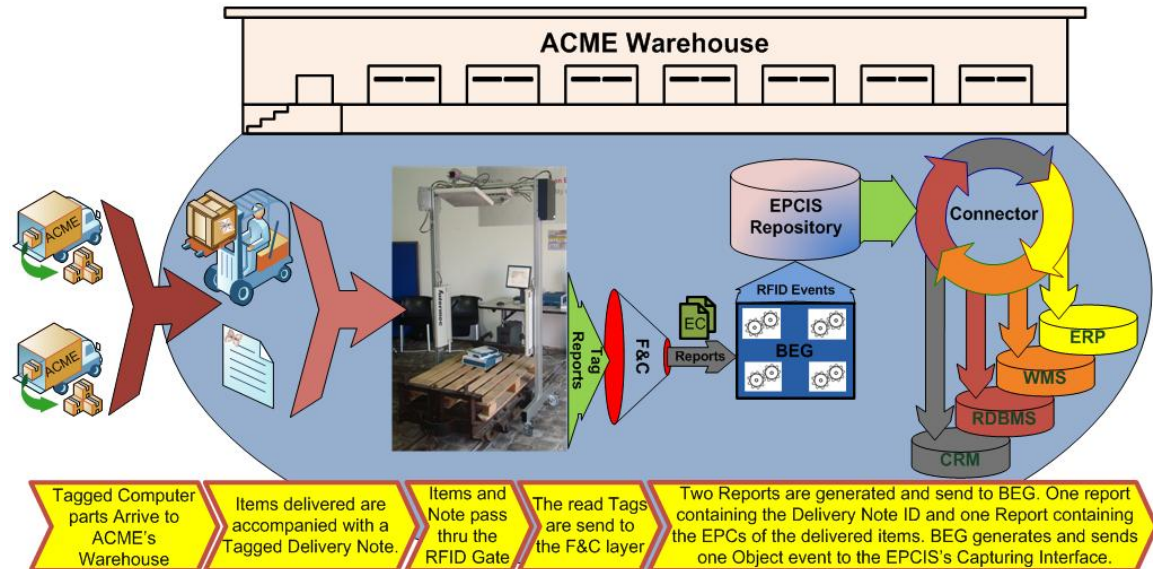 ACME Warehouse
ACME
ACME
Tag
Reports
F&C
EC
Reports
EPCIS
Repository
RFID Events
BEG
Connector
ERP
WMS
RDBMS
CRM
Tagged Computer
parts Arrive to
ACME's
Warehouse
Items delivered are
accompanied with a
Tagged Delivery Note.
Items and
Note pass
thru the
RFID Gate
The read Tags
are send to
the F&C layer
Two Reports are generated and send to BEG. One report
containing the Delivery Note ID and one Report containing
the EPCs of the delivered items. BEG generates and sends
one Object event to the EPCIS's Capturing Interface.